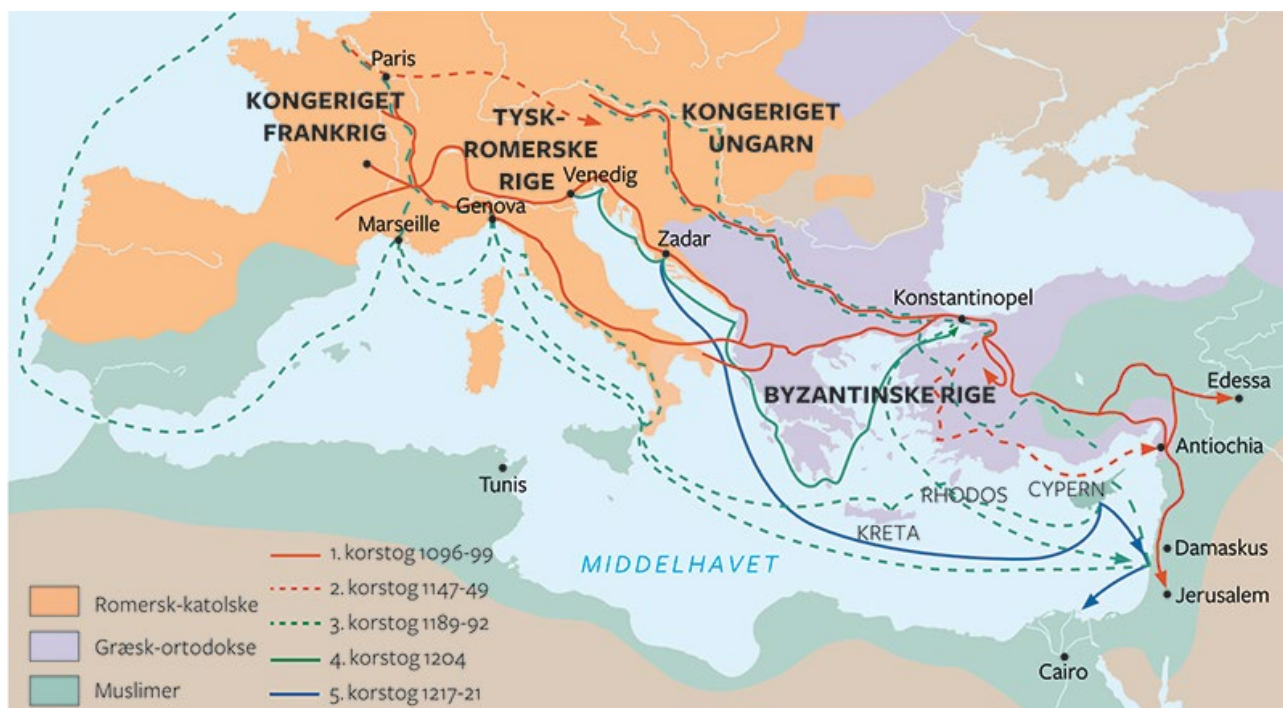 Paris
KONGERIGET
FRANKRIG
TYSK-
ROMERSKE
RIGE
KONGERIGET
UNGARN
Venedig
Genova
Marseille
Zadar
Konstantinopel
BYZANTINSKE RIGE
Edessa
Antiochia
Tunis
RHODOS
CYPERN
KRETA
MIDDELHAVET
Damaskus
Jerusalem
Cairo
Romersk-katolske
Græsk-ortodokse
Muslimer
1. korstog 1096-99
2. korstog 1147-49
3. korstog 1189-92
4. korstog 1204
5. korstog 1217-21